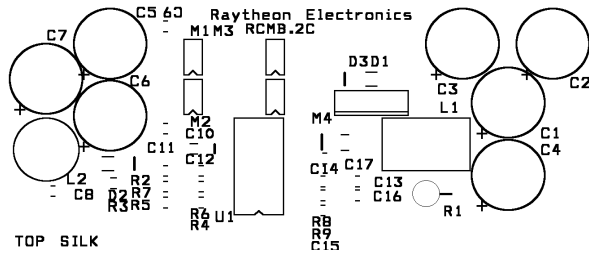 C5 C9 Raytheon Electronics
C7 M1 M3 RCMB.2C
D3 D1
C6 C3 C2
L1
M2 M4
C10 C1
C11 C4
C12 C14 C17
L2 R2 C13
C8 D2 R7 C16
R3 R5 R6 U1 R1
R4 R8
R9
TOP SILK C15